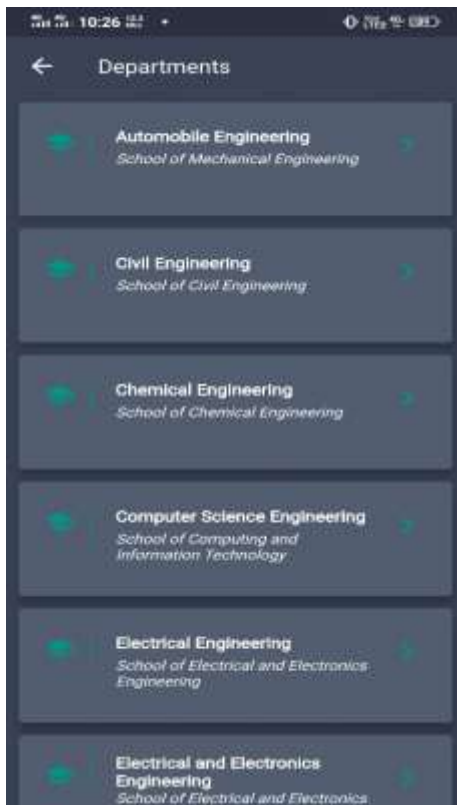 10:26
Departments
Automobile Engineering
School of Mechanical Engineering
Civil Engineering
School of Civil Engineering
Chemical Engineering
School of Chemical Engineering
Computer Science Engineering
School of Computing and
Information Technology
Electrical Engineering
School of Electrical and Electronics
Engineering
Electrical and Electronics
Engineering
School of Electrical and Electronics